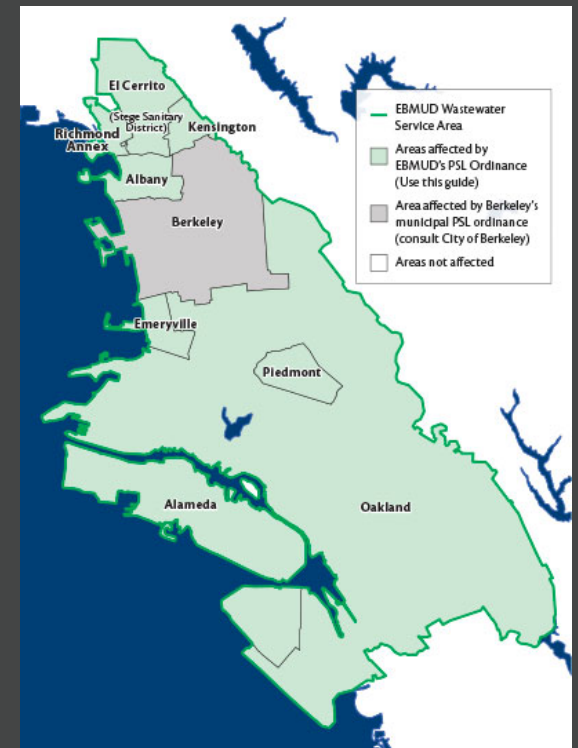 El Cerrito
(Stege Sanitary
District)
Kensington
Richmond
Annex
Albany
Berkeley
Emeryville
Piedmont
Alameda
Oakland
EBMUD Wastewater
Service Area
Areas affected by
EBMUD's PSL Ordinance
(Use this guide)
Area affected by Berkeley's
municipal PSL ordinance
(consult City of Berkeley)
Areas not affected